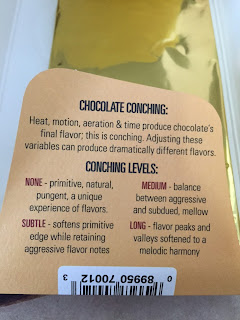 CHOCOLATE CONCHING:
Heat, motion, aeration & time produce chocolate's
final flavor; this is conching. Adjusting these
variables can produce dramatically different flavors.
CONCHING LEVELS:
NONE - primitive, natural,
pungent, a unique
experience of flavors.
SUBTLE - softens primitive
edge while retaining
aggressive flavor notes
MEDIUM - balance
between aggressive
and subdued, mellow
LONG - flavor peaks and
valleys softened to a
melodic harmony
0 89950 70012 3